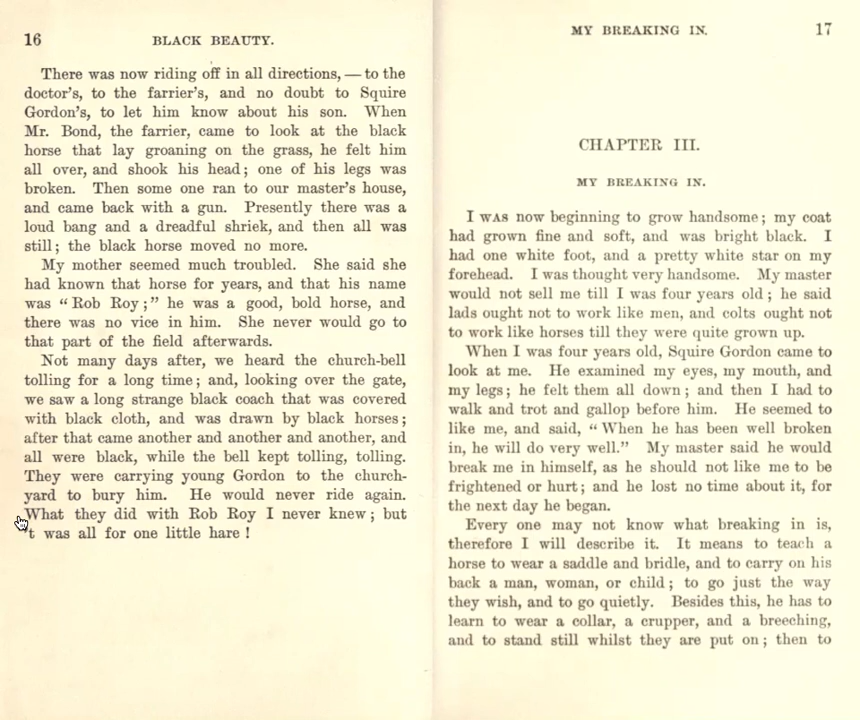 16
BLACK BEAUTY.
There was now riding off in all directions, — to the
doctor's, to the farrier's, and no doubt to Squire
Gordon's, to let him know about his son. When
Mr. Bond, the farrier, came to look at the black
horse that lay groaning on the grass, he felt him
all over, and shook his head; one of his legs was
broken. Then some one ran to our master's house,
and came back with a gun. Presently there was a
loud bang and a dreadful shriek, and then all was
still; the black horse moved no more.
My mother seemed much troubled. She said she
had known that horse for years, and that his name
was "Rob Roy;" he was a good, bold horse, and
there was no vice in him. She never would go to
that part of the field afterwards.
Not many days after, we heard the church-bell
tolling for a long time; and, looking over the gate,
we saw a long strange black coach that was covered
with black cloth, and was drawn by black horses;
after that came another and another and another, and
all were black, while the bell kept tolling, tolling.
They were carrying young Gordon to the church-
yard to bury him. He would never ride again.
What they did with Rob Roy I never knew; but
't was all for one little hare!
MY BREAKING IN.
17
CHAPTER III.
MY BREAKING IN.
I WAS now beginning to grow handsome; my coat
had grown fine and soft, and was bright black. I
had one white foot, and a pretty white star on my
forehead. I was thought very handsome. My master
would not sell me till I was four years old; he said
lads ought not to work like men, and colts ought not
to work like horses till they were quite grown up.
When I was four years old, Squire Gordon came to
look at me. He examined my eyes, my mouth, and
my legs; he felt them all down; and then I had to
walk and trot and gallop before him. He seemed to
like me, and said, "When he has been well broken
in, he will do very well." My master said he would
break me in himself, as he should not like me to be
frightened or hurt; and he lost no time about it, for
the next day he began.
Every one may not know what breaking in is,
therefore I will describe it. It means to teach a
horse to wear a saddle and bridle, and to carry on his
back a man, woman, or child; to go just the way
they wish, and to go quietly. Besides this, he has to
learn to wear a collar, a crupper, and a breeching,
and to stand still whilst they are put on; then to